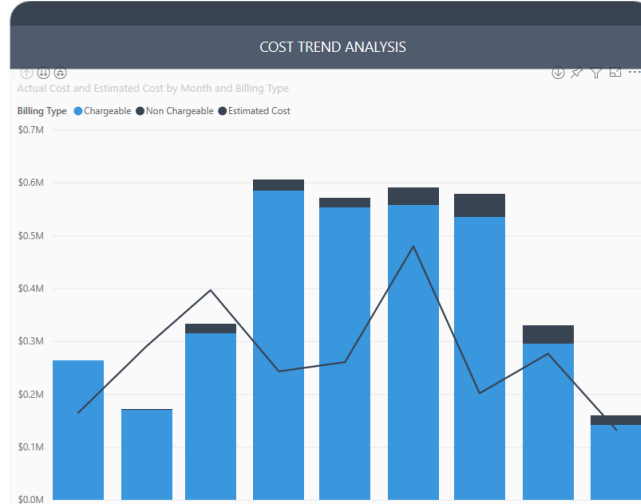 COST TREND ANALYSIS
Actual Cost and Estimated Cost by Month and Billing Type
Billing Type Chargeable Non Chargeable Estimated Cost
$0.7M
$0.6M
$0.5M
$0.4M
$0.3M
$0.2M
$0.1M
$0.0M